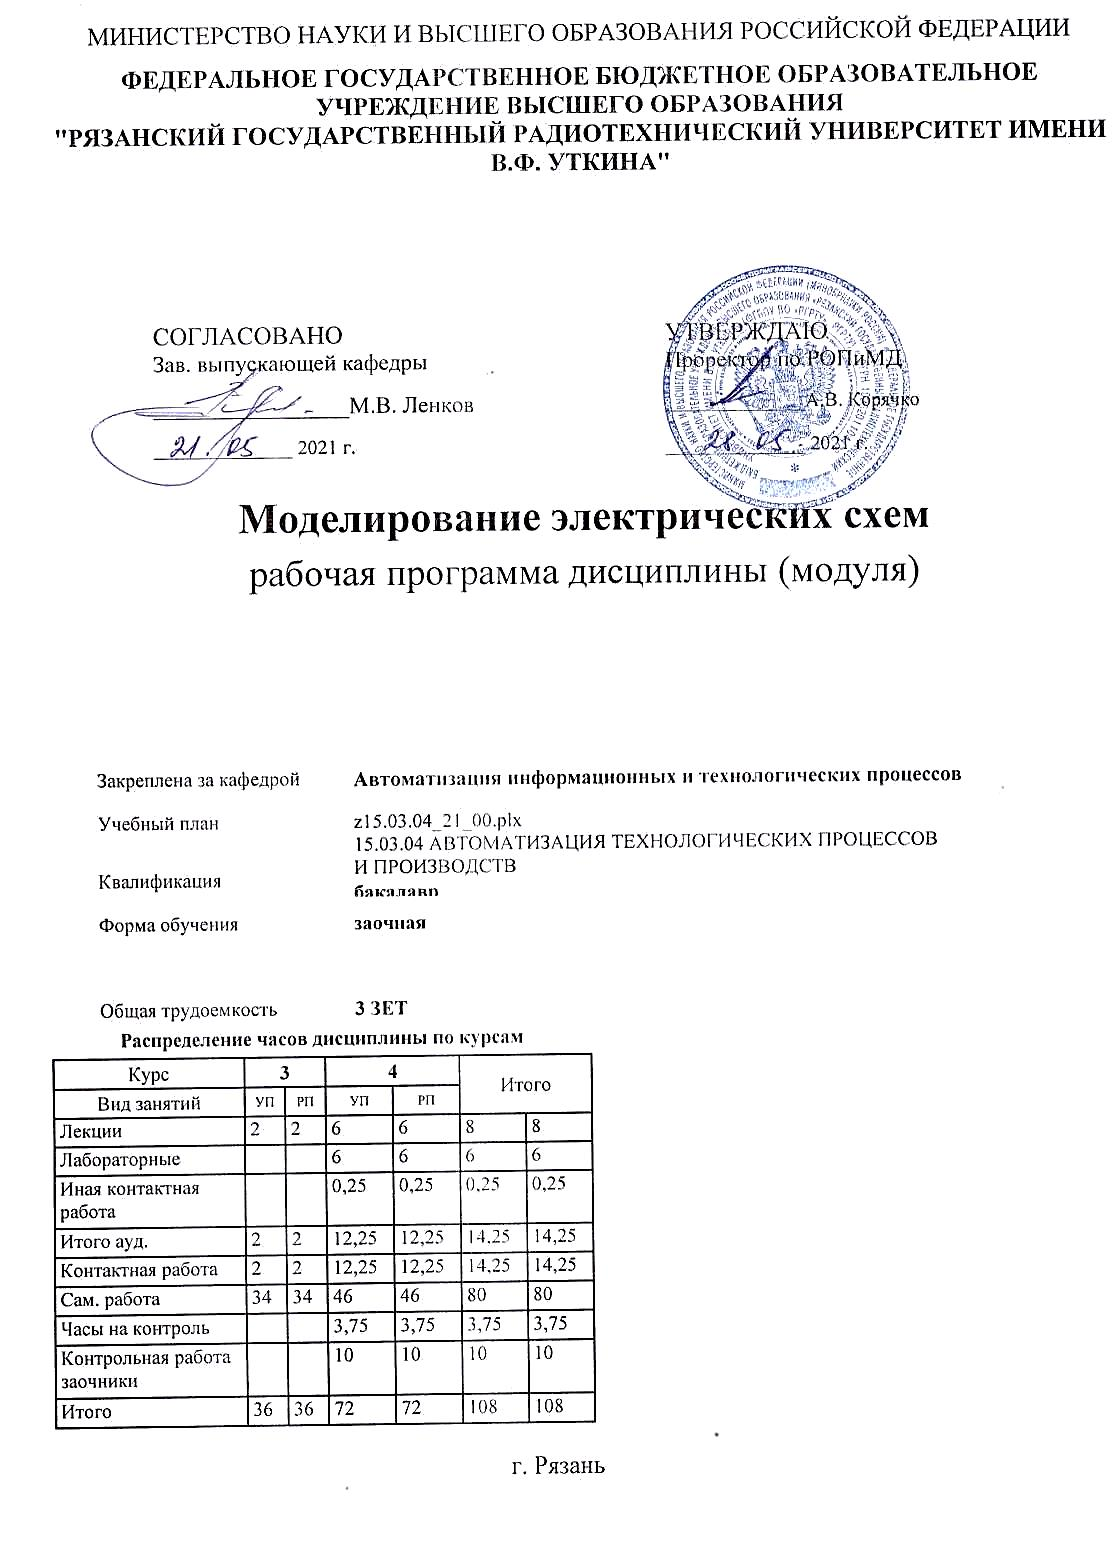 МИНИСТЕРСТВО НАУКИ И ВЫСШЕГО ОБРАЗОВАНИЯ РОССИЙСКОЙ ФЕДЕРАЦИИ
ФЕДЕРАЛЬНОЕ ГОСУДАРСТВЕННОЕ БЮДЖЕТНОЕ ОБРАЗОВАТЕЛЬНОЕ
УЧРЕЖДЕНИЕ ВЫСШЕГО ОБРАЗОВАНИЯ
"РЯЗАНСКИЙ ГОСУДАРСТВЕННЫЙ РАДИОТЕХНИЧЕСКИЙ УНИВЕРСИТЕТ ИМЕНИ
В.Ф. УТКИНА"
СОГЛАСОВАНО
Зав. выпускающей кафедры
М.В. Ленков
21. 05 2021 г.
УТВЕРЖДАЮ
Проректор по РОПиМД
А.В. Корячко
28. 05. 2021 г.
Моделирование электрических схем
рабочая программа дисциплины (модуля)
Закреплена за кафедрой Автоматизация информационных и технологических процессов
Учебный план z15.03.04_21_00.plx
15.03.04 АВТОМАТИЗАЦИЯ ТЕХНОЛОГИЧЕСКИХ ПРОЦЕССОВ
И ПРОИЗВОДСТВ
Квалификация бакалавр
Форма обучения заочная
Общая трудоемкость 3 ЗЕТ
Распределение часов дисциплины по курсам
Курс 3 4 Итого
Вид занятий УП РП УП РП
Лекции 2 2 6 6 8 8
Лабораторные 6 6 6 6
Иная контактная
работа 0,25 0,25 0,25 0,25
Итого ауд. 2 2 12,25 12,25 14,25 14,25
Контактная работа 2 2 12,25 12,25 14,25 14,25
Сам. работа 34 34 46 46 80 80
Часы на контроль 3,75 3,75 3,75 3,75
Контрольная работа
заочники 10 10 10 10
Итого 36 36 72 72 108 108
г. Рязань